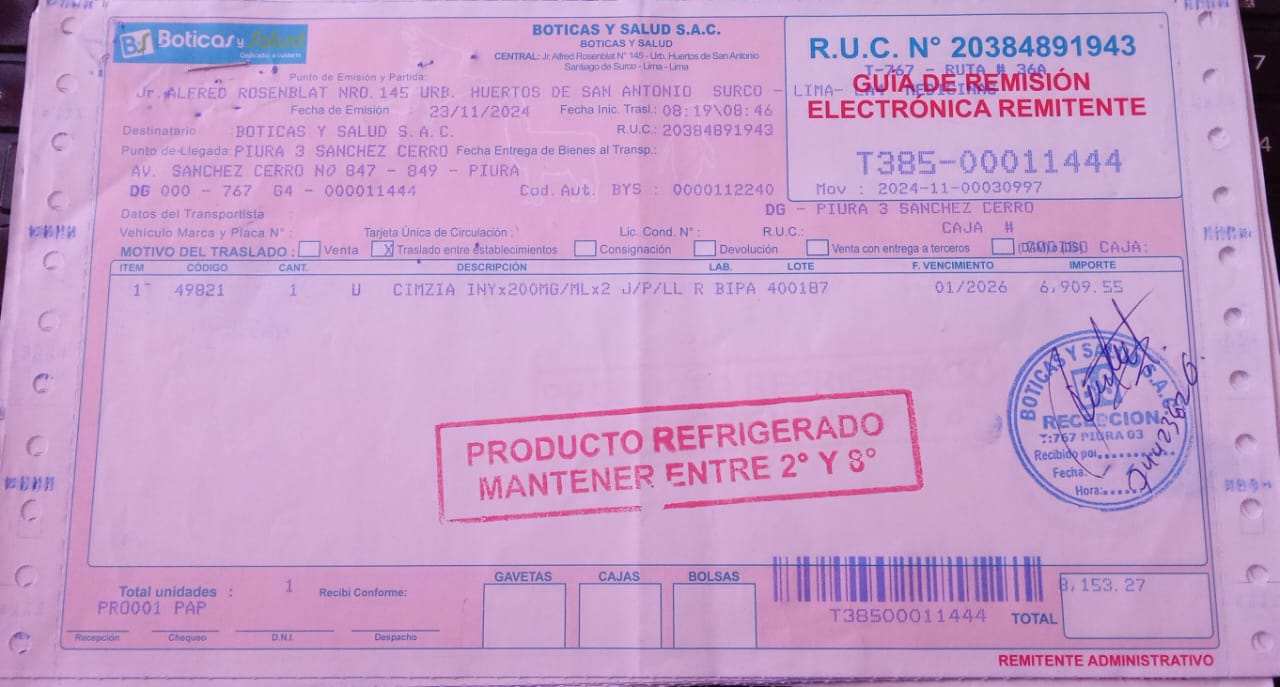 BS Boticas y Salud
Dedicados a cuidarte
BOTICAS Y SALUD S.A.C.
BOTICAS Y SALUD
CENTRAL: Jr. Alfred Rosenblat N° 145 - Urb. Huertos de San Antonio
Santiago de Surco - Lima - Lima
R.U.C. N° 20384891943
T-767 - RUTA # 36A
GUÍA DE REMISIÓN
ELECTRÓNICA REMITENTE
T385-00011444
Mov : 2024-11-00030997
Punto de Emisión y Partida:
Jr. ALFRED ROSENBLAT NRO. 145 URB. HUERTOS DE SAN ANTONIO SURCO - LIMA-
Fecha de Emisión : 23/11/2024 Fecha Inic. Trasl.: 08:19\08:46
Destinatario :BOTICAS Y SALUD S.A.C. R.U.C.: 20384891943
Punto de Llegada: PIURA 3 SANCHEZ CERRO Fecha Entrega de Bienes al Transp.:
AV. SANCHEZ CERRO NO 847 - 849 - PIURA
DG 000 - 767 G4 - 000011444 Cod. Aut. BYS : 0000112240
DG - PIURA 3 SANCHEZ CERRO
Datos del Transportista :
Vehículo Marca y Placa N° : Tarjeta Única de Circulación : Lic. Cond. N° : R.U.C.: CAJA #
MOTIVO DEL TRASLADO : Venta X Traslado entre establecimientos Consignación Devolución Venta con entrega a terceros CAJA:
ITEM CÓDIGO CANT. DESCRIPCIÓN LAB. LOTE F. VENCIMIENTO IMPORTE
1 49821 1 U CIMZIA INYx200MG/MLx2 J/P/LL R BIPA 400187 01/2026 6,909.55
PRODUCTO REFRIGERADO
MANTENER ENTRE 2° Y 8°
BOTICAS Y SALUD S.A.C.
RECEPCION
T:767 PIURA 03
Recibido por
Fecha:
Hora:
Total unidades : 1 Recibí Conforme:
PRO001 PAP
Recepción Chequeo D.N.I. Despacho
GAVETAS CAJAS BOLSAS
T38500011444
TOTAL 8,153.27
REMITENTE ADMINISTRATIVO